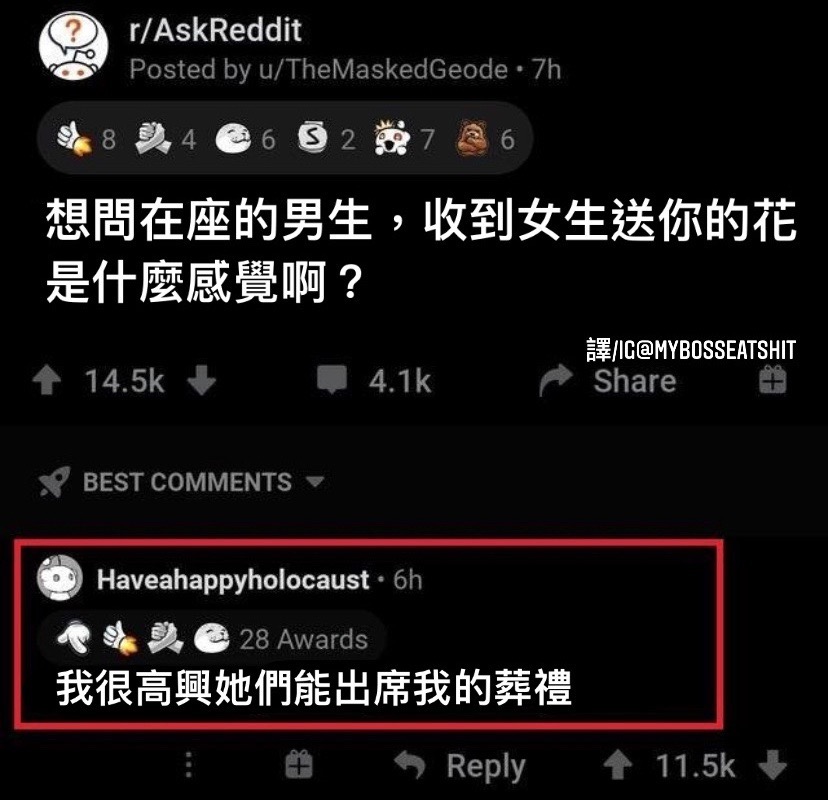 r/AskReddit
Posted by u/TheMaskedGeode • 7h
8 4 6 S 2 7 6
想問在座的男生，收到女生送你的花
是什麼感覺啊？
譯/IG@MYBOSSEATSHIT
14.5k 4.1k Share
BEST COMMENTS
Haveahappyholocaust • 6h
28 Awards
我很高興她們能出席我的葬禮
Reply 11.5k